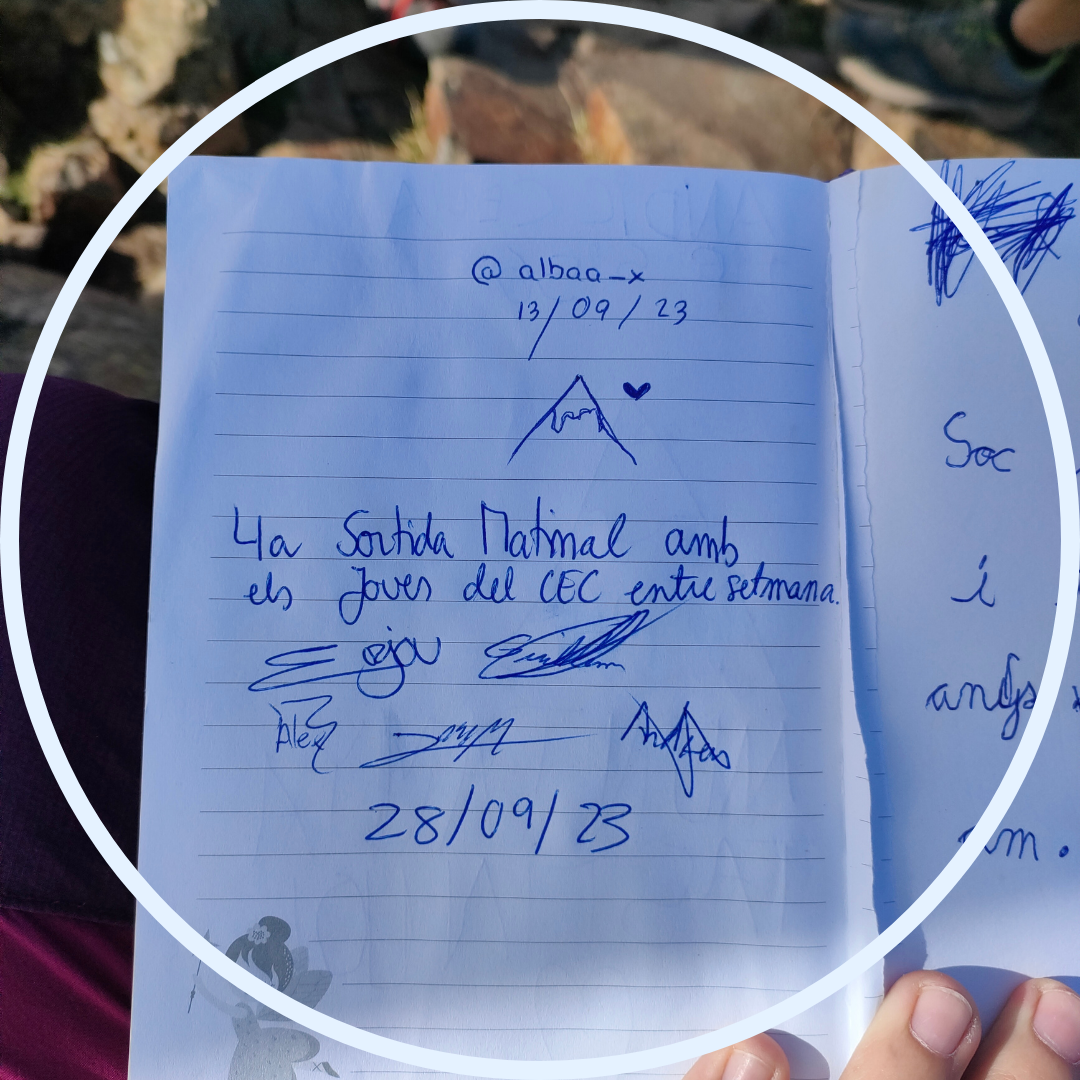 @albaa_x
13/09/23
4a Sortida Matinal amb
els Joves del CEC entre setmana.
Alex
28/09/23
Soc
i
anys
am.